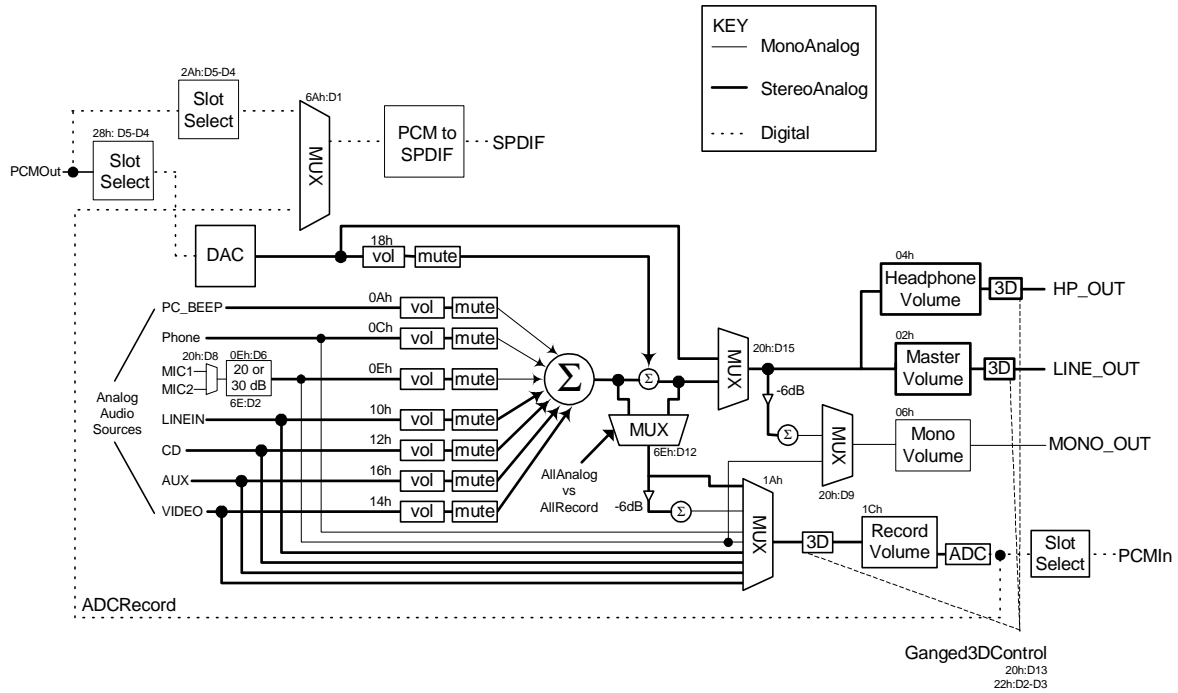 KEY
MonoAnalog
StereoAnalog
Digital
2Ah:D5-D4
Slot
Select
6Ah:D1
MUX
PCM to
SPDIF
SPDIF
28h: D5-D4
Slot
Select
PCMOut
DAC
18h
vol
mute
04h
Headphone
Volume
3D
HP_OUT
PC_BEEP
0Ah
vol
mute
Phone
0Ch
vol
mute
20h:D8
MIC1
MIC2
0Eh:D6
20 or
30 dB
6E:D2
0Eh
vol
mute
Analog
Audio
Sources
LINEIN
10h
vol
mute
CD
12h
vol
mute
AUX
16h
vol
mute
VIDEO
14h
vol
mute
Σ
Σ
MUX
20h:D15
02h
Master
Volume
3D
LINE_OUT
-6dB
Σ
MUX
20h:D9
06h
Mono
Volume
MONO_OUT
MUX
6Eh:D12
AllAnalog
vs
AllRecord
-6dB
Σ
1Ah
MUX
3D
1Ch
Record
Volume
ADC
Slot
Select
PCMIn
ADCRecord
Ganged3DControl
20h:D13
22h:D2-D3